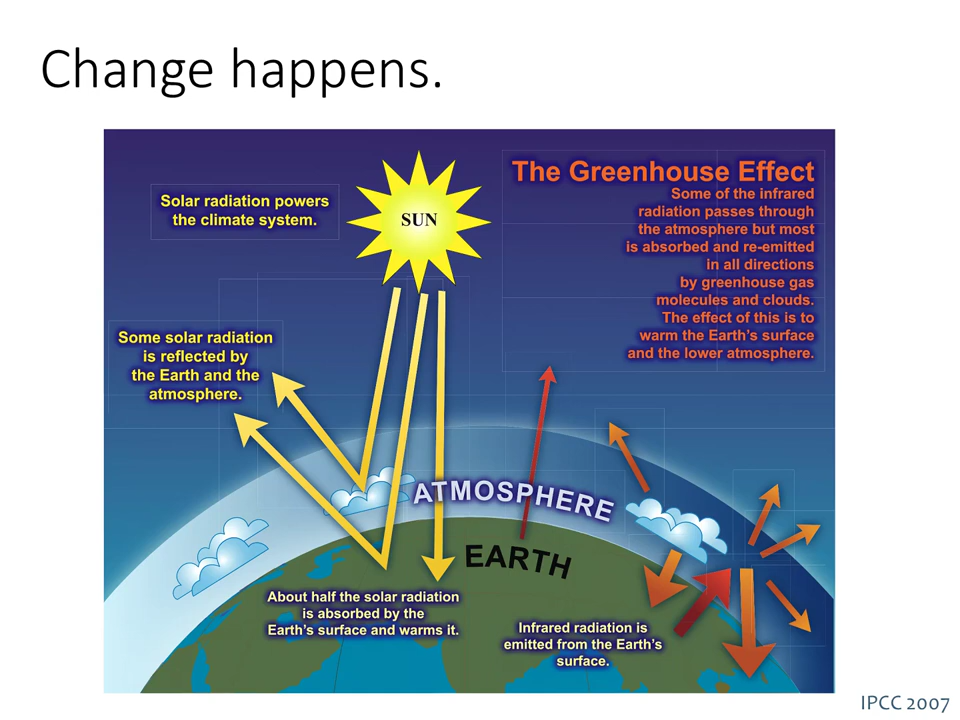 Change happens.
The Greenhouse Effect
Some of the infrared
radiation passes through
the atmosphere but most
is absorbed and re-emitted
in all directions
by greenhouse gas
molecules and clouds.
The effect of this is to
warm the Earth's surface
and the lower atmosphere.
Solar radiation powers
the climate system.
SUN
Some solar radiation
is reflected by
the Earth and the
atmosphere.
ATMOSPHERE
EARTH
About half the solar radiation
is absorbed by the
Earth's surface and warms it.
Infrared radiation is
emitted from the Earth's
surface.
IPCC 2007